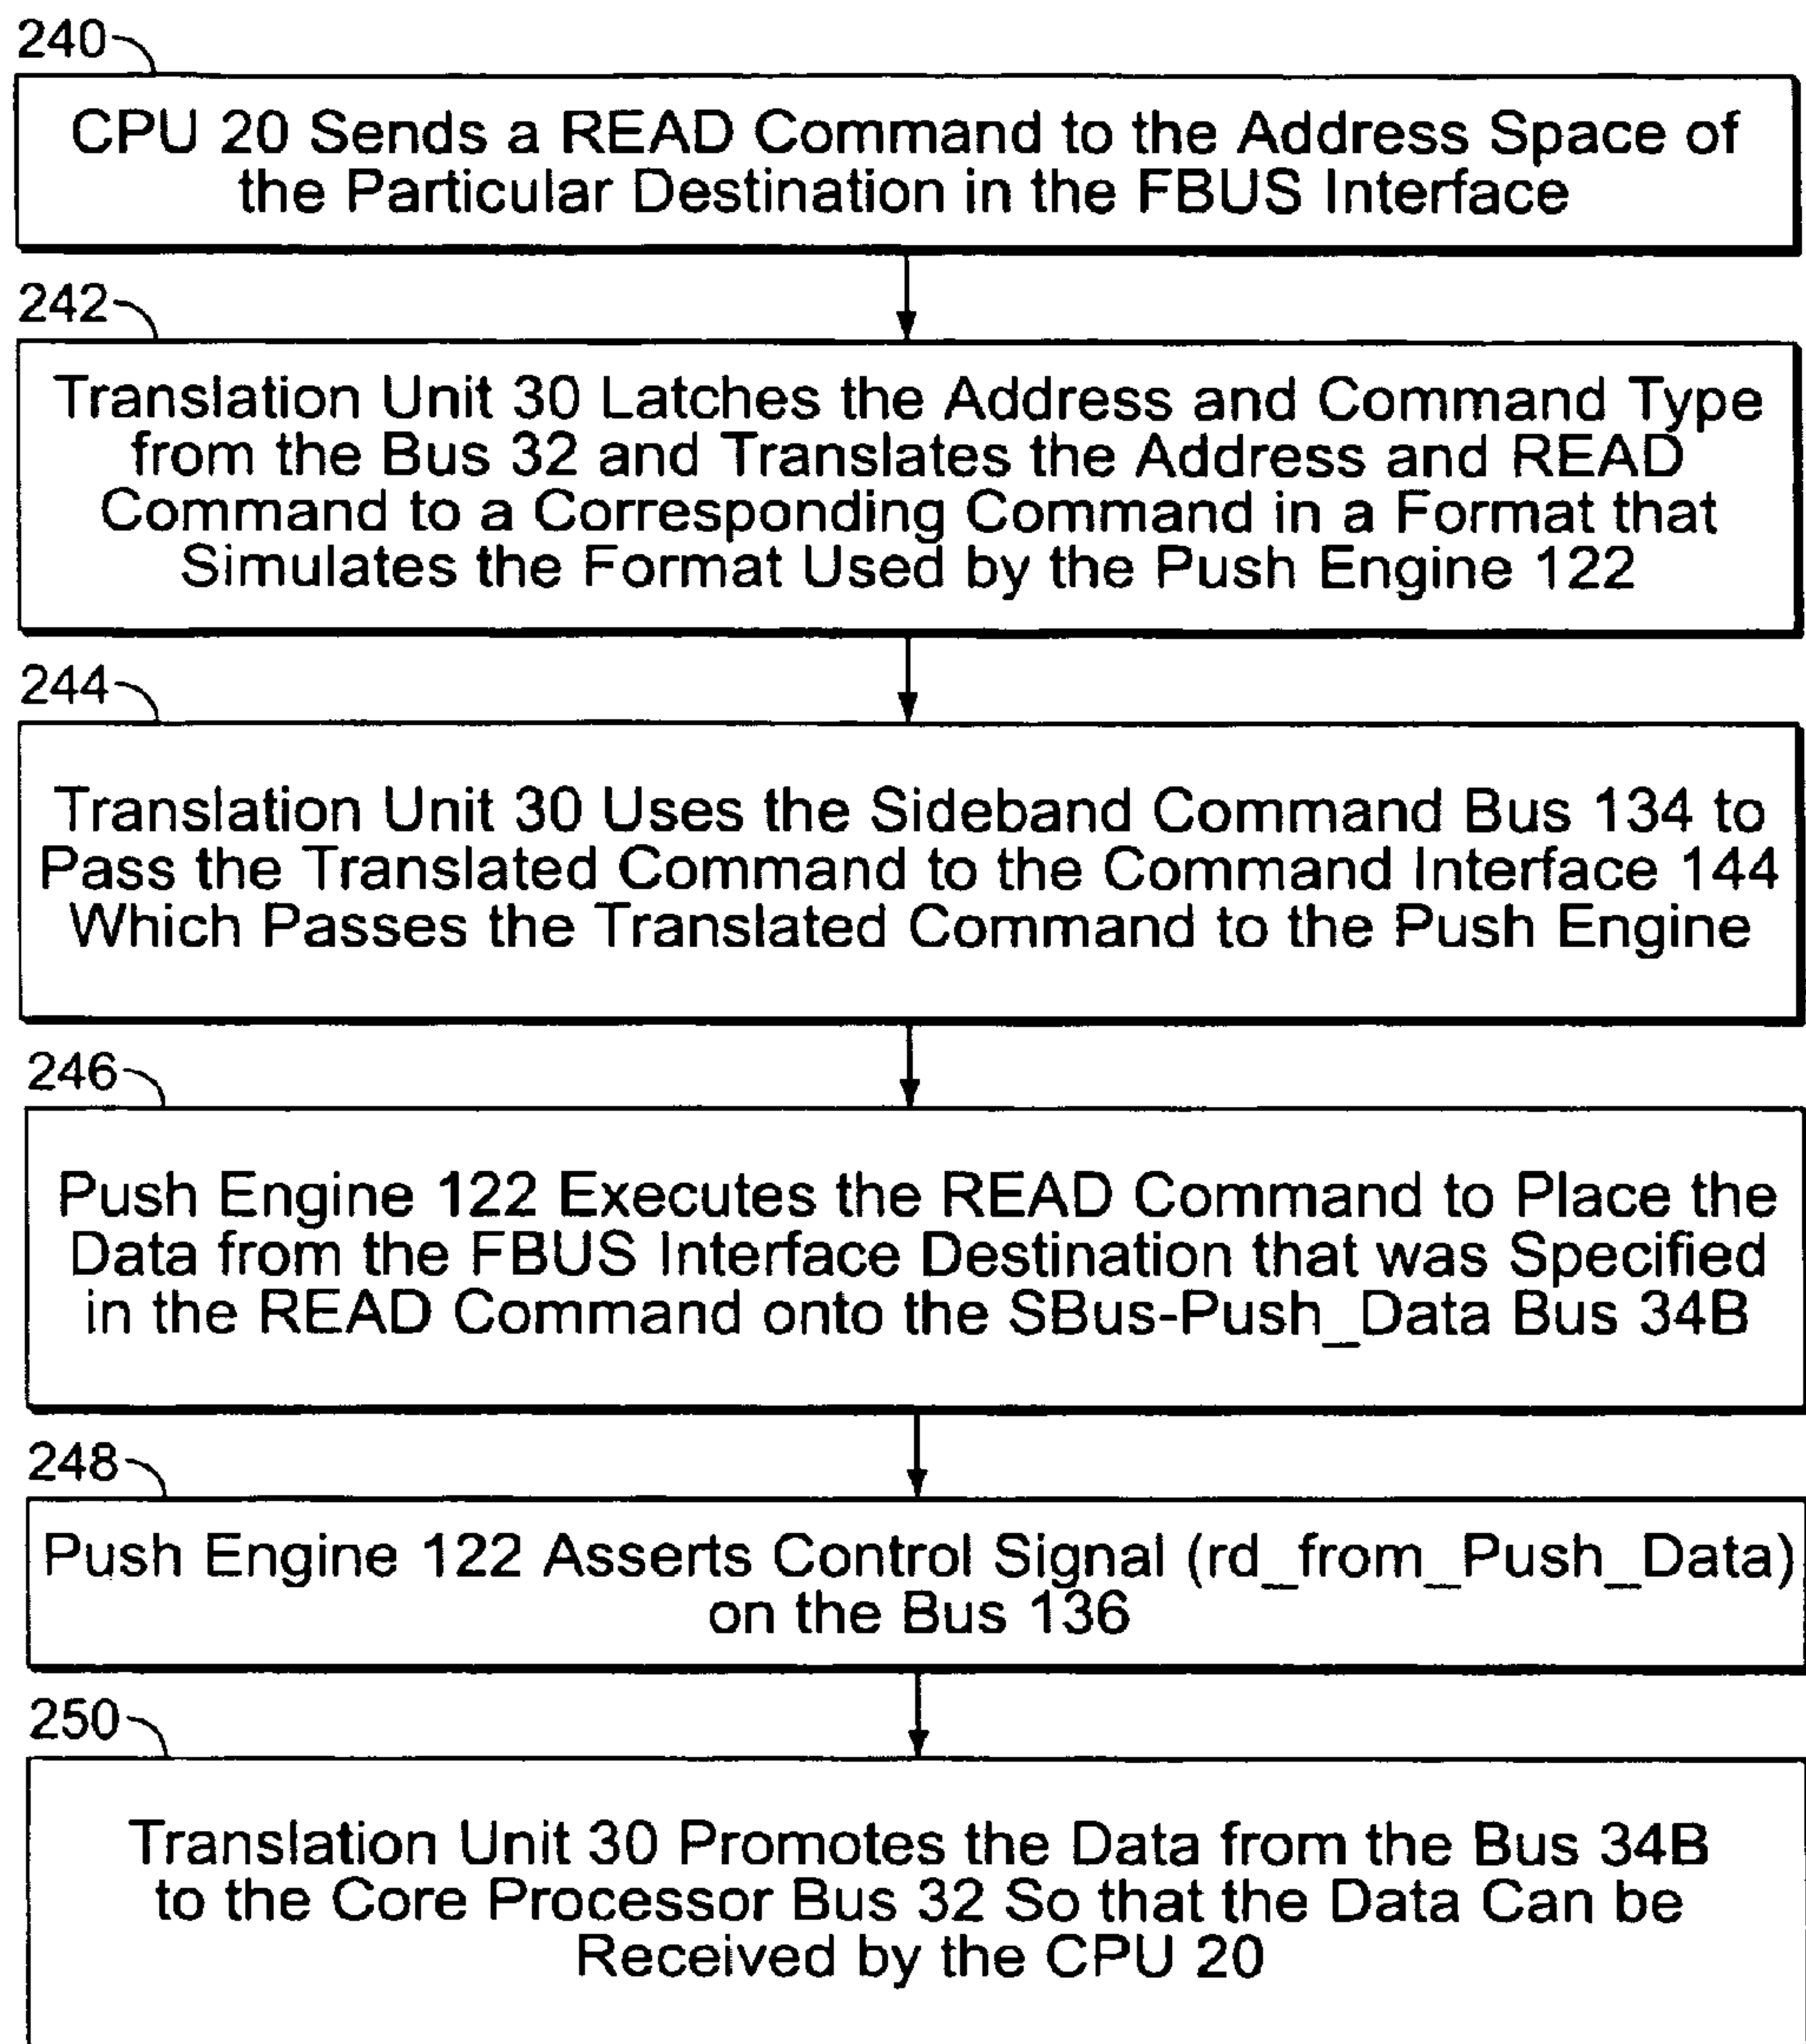 240
CPU 20 Sends a READ Command to the Address Space of
the Particular Destination in the FBUS Interface
242
Translation Unit 30 Latches the Address and Command Type
from the Bus 32 and Translates the Address and READ
Command to a Corresponding Command in a Format that
Simulates the Format Used by the Push Engine 122
244
Translation Unit 30 Uses the Sideband Command Bus 134 to
Pass the Translated Command to the Command Interface 144
Which Passes the Translated Command to the Push Engine
246
Push Engine 122 Executes the READ Command to Place the
Data from the FBUS Interface Destination that was Specified
in the READ Command onto the SBus-Push_Data Bus 34B
248
Push Engine 122 Asserts Control Signal (rd_from_Push_Data)
on the Bus 136
250
Translation Unit 30 Promotes the Data from the Bus 34B
to the Core Processor Bus 32 So that the Data Can be
Received by the CPU 20